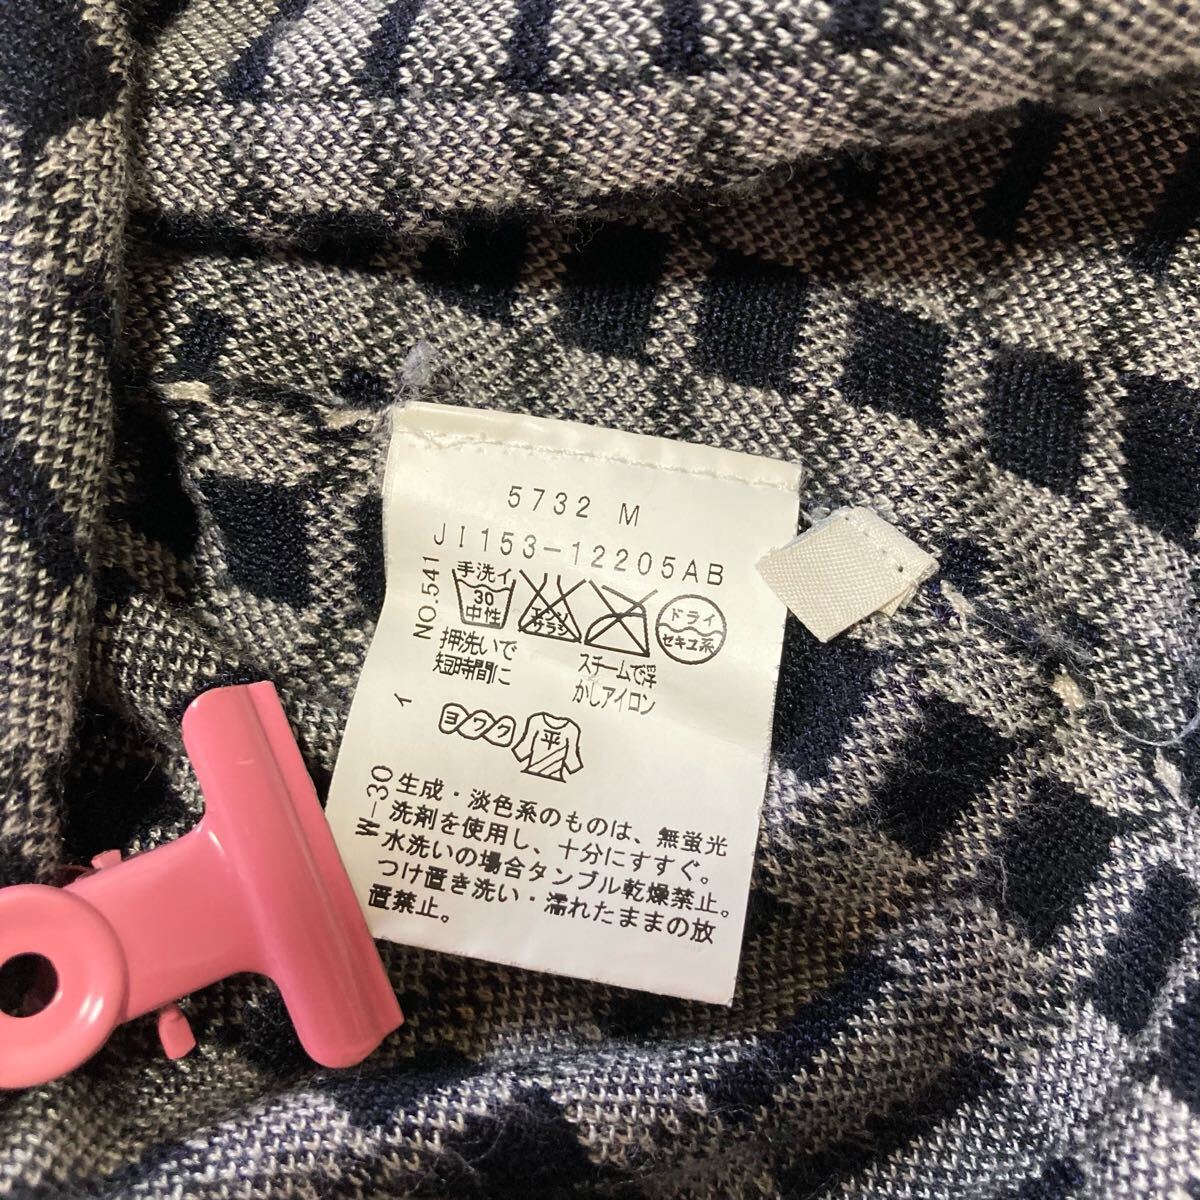 5732 M
JI153-12205AB
NO.541
手洗イ
30
中性
エンソ
サラシ
ドライ
セキユ系
押洗いで
短時間に
スチームで浮
かしアイロン
イ
ヨワク
平
W-30
生成・淡色系のものは、無蛍光
洗剤を使用し、十分にすすぐ。
水洗いの場合タンブル乾燥禁止。
つけ置き洗い・濡れたままの放
置禁止。